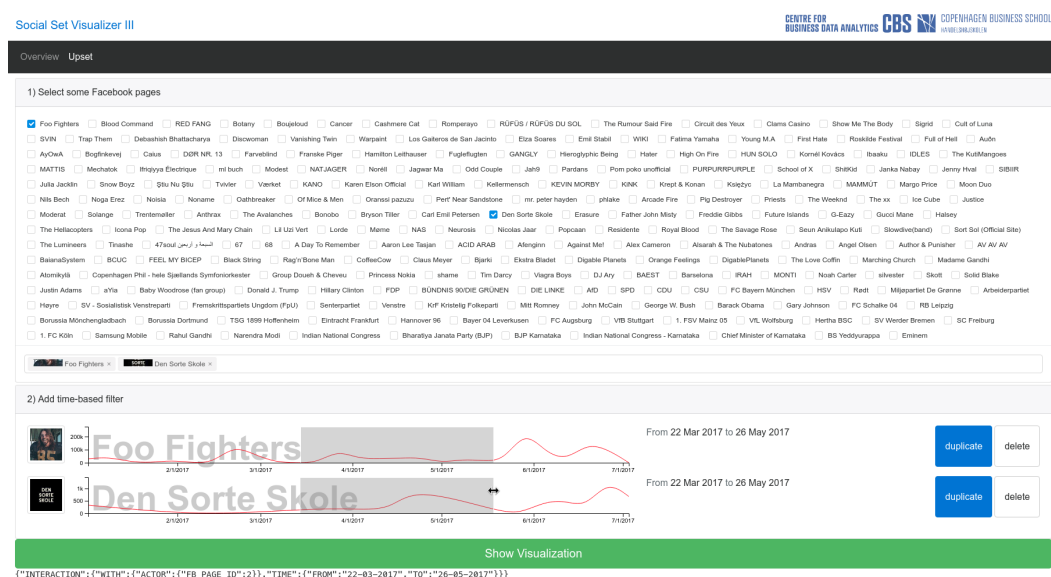 Social Set Visualizer III
CENTRE FOR
BUSINESS DATA ANALYTICS
CBS
COPENHAGEN BUSINESS SCHOOL
HANDELSHØJSKOLEN
Overview Upset
1) Select some Facebook pages
Foo Fighters Blood Command RED FANG Botany Boujeloud Cancer Cashmere Cat Romperayo RÜFÜS / RÜFÜS DU SOL The Rumour Said Fire Circuit des Yeux Clams Casino Show Me The Body Sigrid Cult of Luna
SVIN Trap Them Debashish Bhattacharya Discwoman Vanishing Twin Warpaint Los Gaiteros de San Jacinto Elza Soares Emil Stabil WIKI Fatima Yamaha Young M.A First Hate Roskilde Festival Full of Hell Auðn
AyOwA Bogfinkevej Caius DØR NR. 13 Farveblind Franske Piger Hamilton Leithauser Fugleflugten GANGLY Hieroglyphic Being Hater High On Fire HUN SOLO Kornél Kovács Ibaaku IDLES The KutiMangoes
MATTIS Mechatok Ifriqiyya Electrique ml buch Modest NATJAGER Noréll Jagwar Ma Odd Couple Jah9 Pardans Pom poko unofficial PURPURRPURPLE School of X ShitKid Janka Nabay Jenny Hval SIBIIR
Julia Jacklin Snow Boyz Știu Nu Știu Tvivler Værket KANO Karen Elson Official Karl William Kellermensch KEVIN MORBY KINK Krept & Konan Księżyc La Mambanegra MAMMÚT Margo Price Moon Duo
Nils Bech Noga Erez Noisia Noname Oathbreaker Of Mice & Men Oranssi pazuzu Perf' Near Sandstone mr. peter hayden phlake Arcade Fire Pig Destroyer Priests The Weeknd The xx Ice Cube Justice
Moderat Solange Trentemøller Anthrax The Avalanches Bonobo Bryson Tiller Carl Emil Petersen Den Sorte Skole Erasure Father John Misty Freddie Gibbs Future Islands G-Eazy Gucci Mane Halsey
The Hellacopters Icona Pop The Jesus And Mary Chain Lil Uzi Vert Lorde Møme NAS Neurosis Nicolas Jaar Popcaan Residente Royal Blood The Savage Rose Seun Anikulapo Kuti Slowdive(band) Sort Sol (Official Site)
The Lumineers Tinashe 47soul السبعة و أربعين 67 68 A Day To Remember Aaron Lee Tasjan ACID ARAB Afenginn Against Me! Alex Cameron Alsarah & The Nubatones Andras Angel Olsen Author & Punisher AV AV AV
BaianaSystem BCUC FEEL MY BICEP Black String Rag'n'Bone Man CoffeeCow Claus Meyer Bjarki Ekstra Bladet Digable Planets Orange Feelings DigablePlanets The Love Coffin Marching Church Madame Gandhi
Atomikylä Copenhagen Phil - hele Sjællands Symfoniorkester Group Doueh & Cheveu Princess Nokia shame Tim Darcy Viagra Boys DJ Ary BAEST Barselona IRAH MONTI Noah Carter silvester Skott Solid Blake
Justin Adams aYia Baby Woodrose (fan group) Donald J. Trump Hillary Clinton FDP BÜNDNIS 90/DIE GRÜNEN DIE LINKE AfD SPD CDU CSU FC Bayern München HSV Rødt Miljøpartiet De Grønne Arbeiderpartiet
Høyre SV - Sosialistisk Venstreparti Fremskrittspartiets Ungdom (FpU) Senterpartiet Venstre KrF Kristelig Folkeparti Mitt Romney John McCain George W. Bush Barack Obama Gary Johnson FC Schalke 04 RB Leipzig
Borussia Mönchengladbach Borussia Dortmund TSG 1899 Hoffenheim Eintracht Frankfurt Hannover 96 Bayer 04 Leverkusen FC Augsburg VfB Stuttgart 1. FSV Mainz 05 VfL Wolfsburg Hertha BSC SV Werder Bremen SC Freiburg
1. FC Köln Samsung Mobile Rahul Gandhi Narendra Modi Indian National Congress Bharatiya Janata Party (BJP) BJP Karnataka Indian National Congress - Karnataka Chief Minister of Karnataka BS Yeddyurappa Eminem
Foo Fighters × SORTE Den Sorte Skole ×
2) Add time-based filter
200k
100k
0
Foo Fighters
2/1/2017 3/1/2017 4/1/2017 5/1/2017 6/1/2017 7/1/2017
From 22 Mar 2017 to 26 May 2017
duplicate delete
DEN
SORTE
SKOLE
1k
500
0
Den Sorte Skole
2/1/2017 3/1/2017 4/1/2017 5/1/2017 6/1/2017 7/1/2017
From 22 Mar 2017 to 26 May 2017
duplicate delete
Show Visualization
{"INTERACTION":{"WITH":{"ACTOR":{"FB_PAGE_ID":2}},"TIME":{"FROM":"22-03-2017","TO":"26-05-2017"}}}